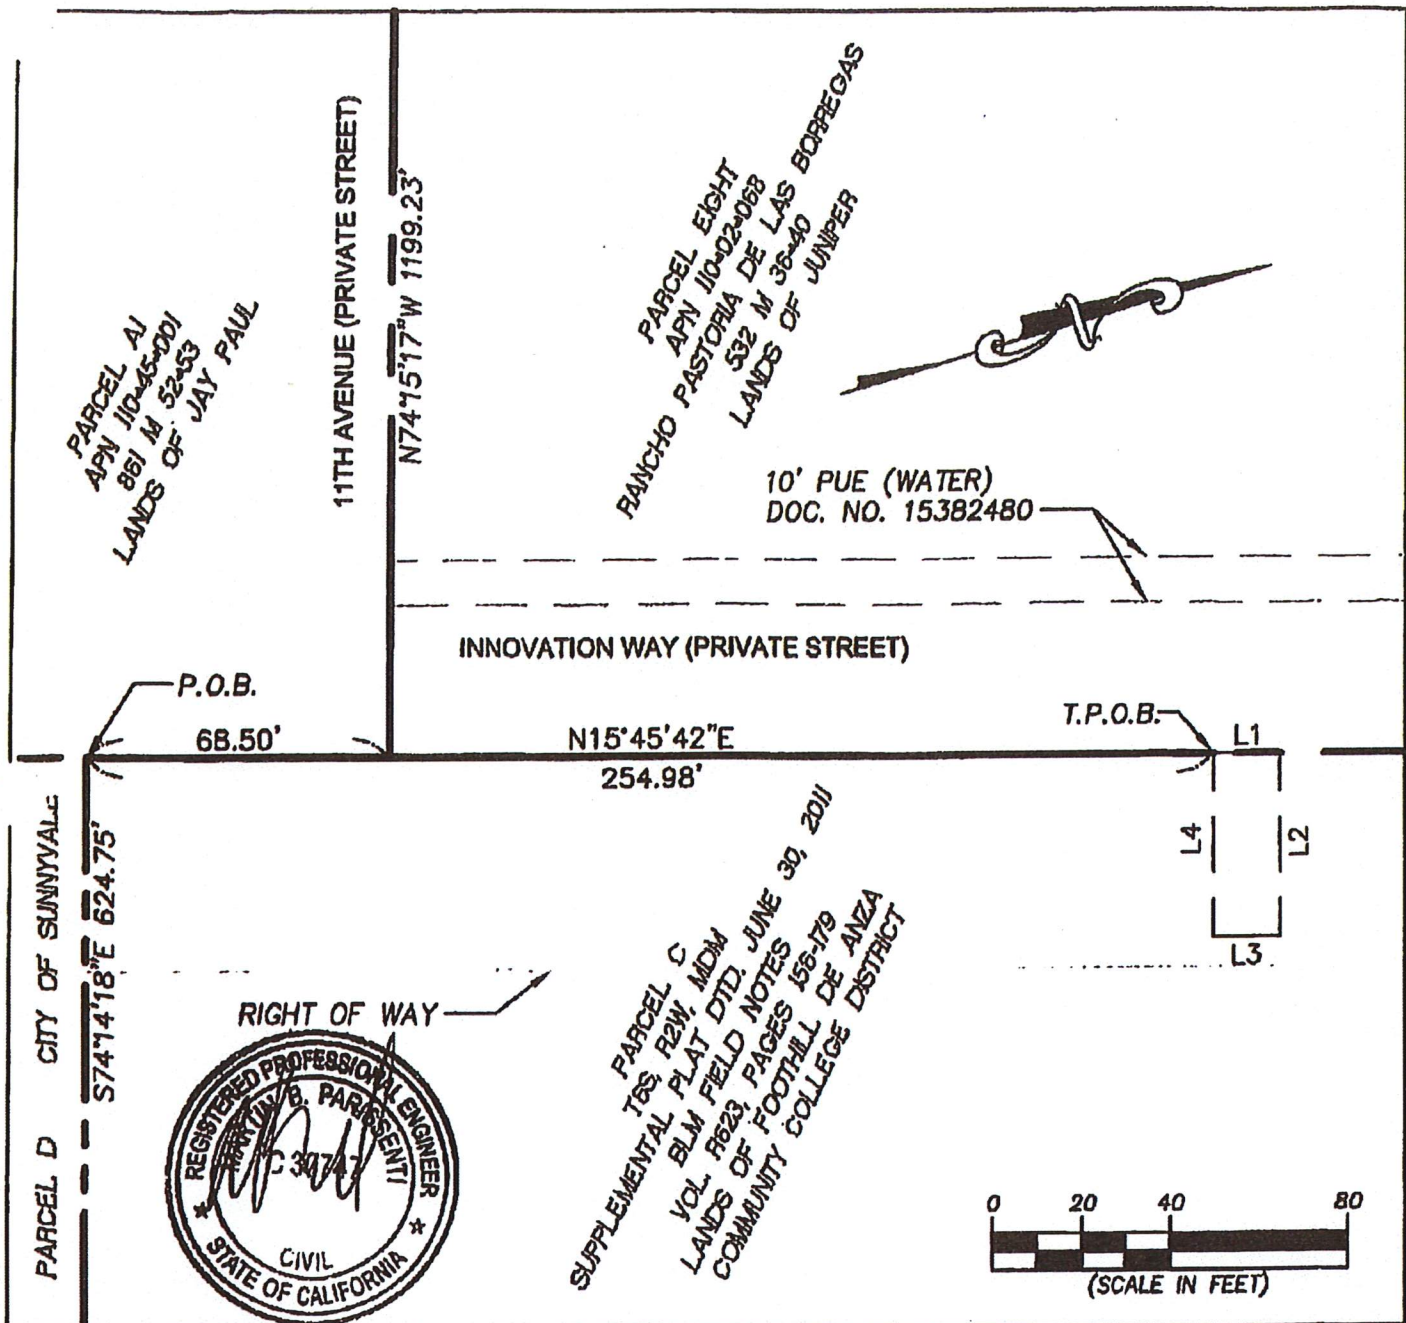 11TH AVENUE (PRIVATE STREET)
N74°15'17"W 1199.23'
PARCEL A1
APN 110-45-001
861 M 52-53
LANDS OF JAY PAUL
PARCEL EIGHT
APN 110-02-068
RANCHO PASTORIA DE LAS BORREGAS
532 M 36-40
LANDS OF JUNIPER
10' PUE (WATER)
DOC. NO. 15382480
INNOVATION WAY (PRIVATE STREET)
P.O.B.
68.50'
N15°45'42"E
254.98'
T.P.O.B.
L1
L4
L2
L3
PARCEL D CITY OF SUNNYVALE
S74°14'18"E 624.75'
RIGHT OF WAY
PARCEL C
T6S, R2W, MDM
SUPPLEMENTAL PLAT DTD. JUNE 30, 2011
BLM FIELD NOTES
VOL. R623, PAGES 156-179
LANDS OF FOOTHILL DE ANZA
COMMUNITY COLLEGE DISTRICT
REGISTERED PROFESSIONAL ENGINEER
MARTIN B. PARISSENTI
CIVIL
STATE OF CALIFORNIA
0 20 40 80
(SCALE IN FEET)